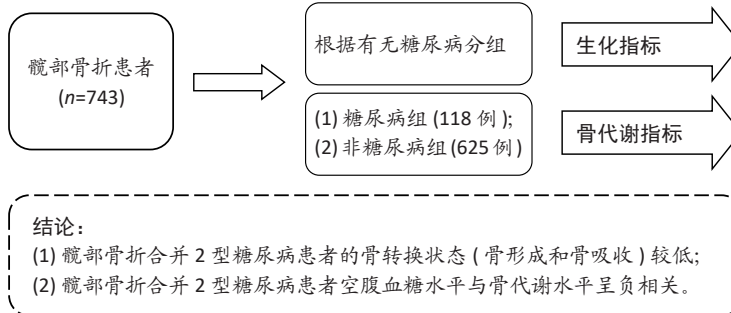 髋部骨折患者
(n=743)
根据有无糖尿病分组
(1) 糖尿病组 (118 例);
(2) 非糖尿病组 (625 例)
生化指标
骨代谢指标
结论：
(1) 髋部骨折合并 2 型糖尿病患者的骨转换状态 ( 骨形成和骨吸收 ) 较低;
(2) 髋部骨折合并 2 型糖尿病患者空腹血糖水平与骨代谢水平呈负相关。